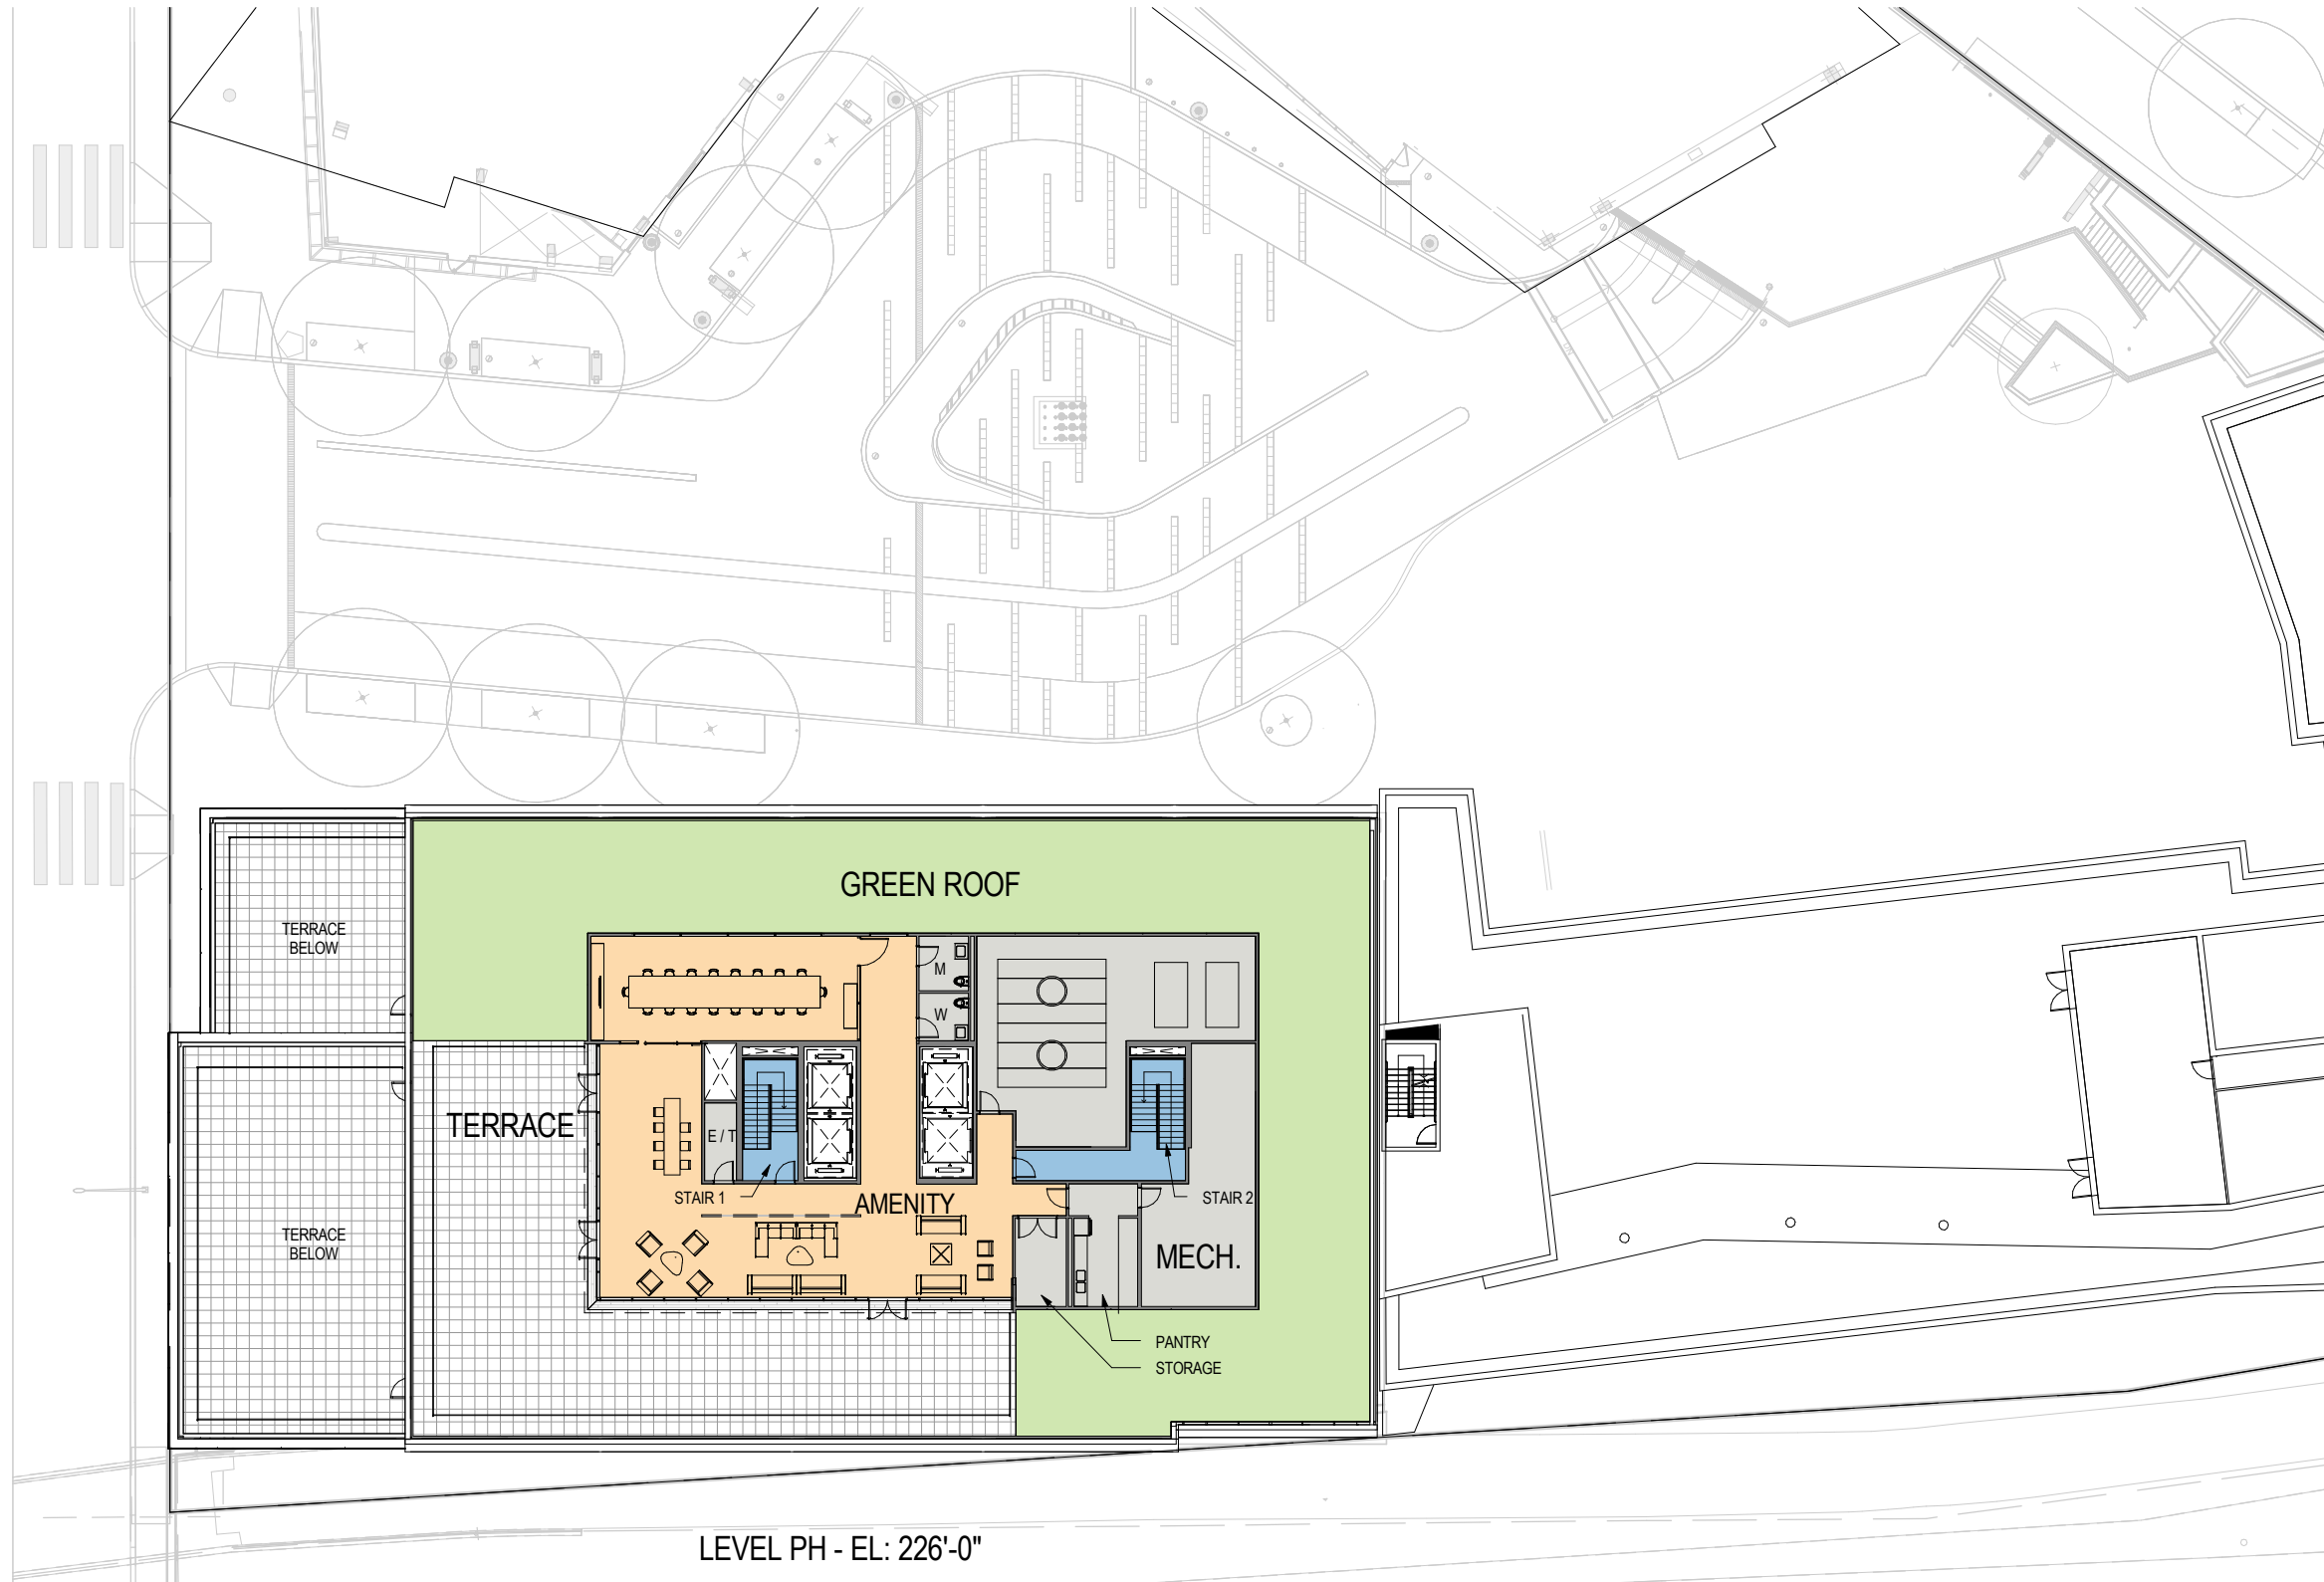 GREEN ROOF
TERRACE
BELOW
M
W
TERRACE
E / T
STAIR 1
AMENITY
STAIR 2
TERRACE
BELOW
MECH.
PANTRY
STORAGE
LEVEL PH - EL: 226'-0"